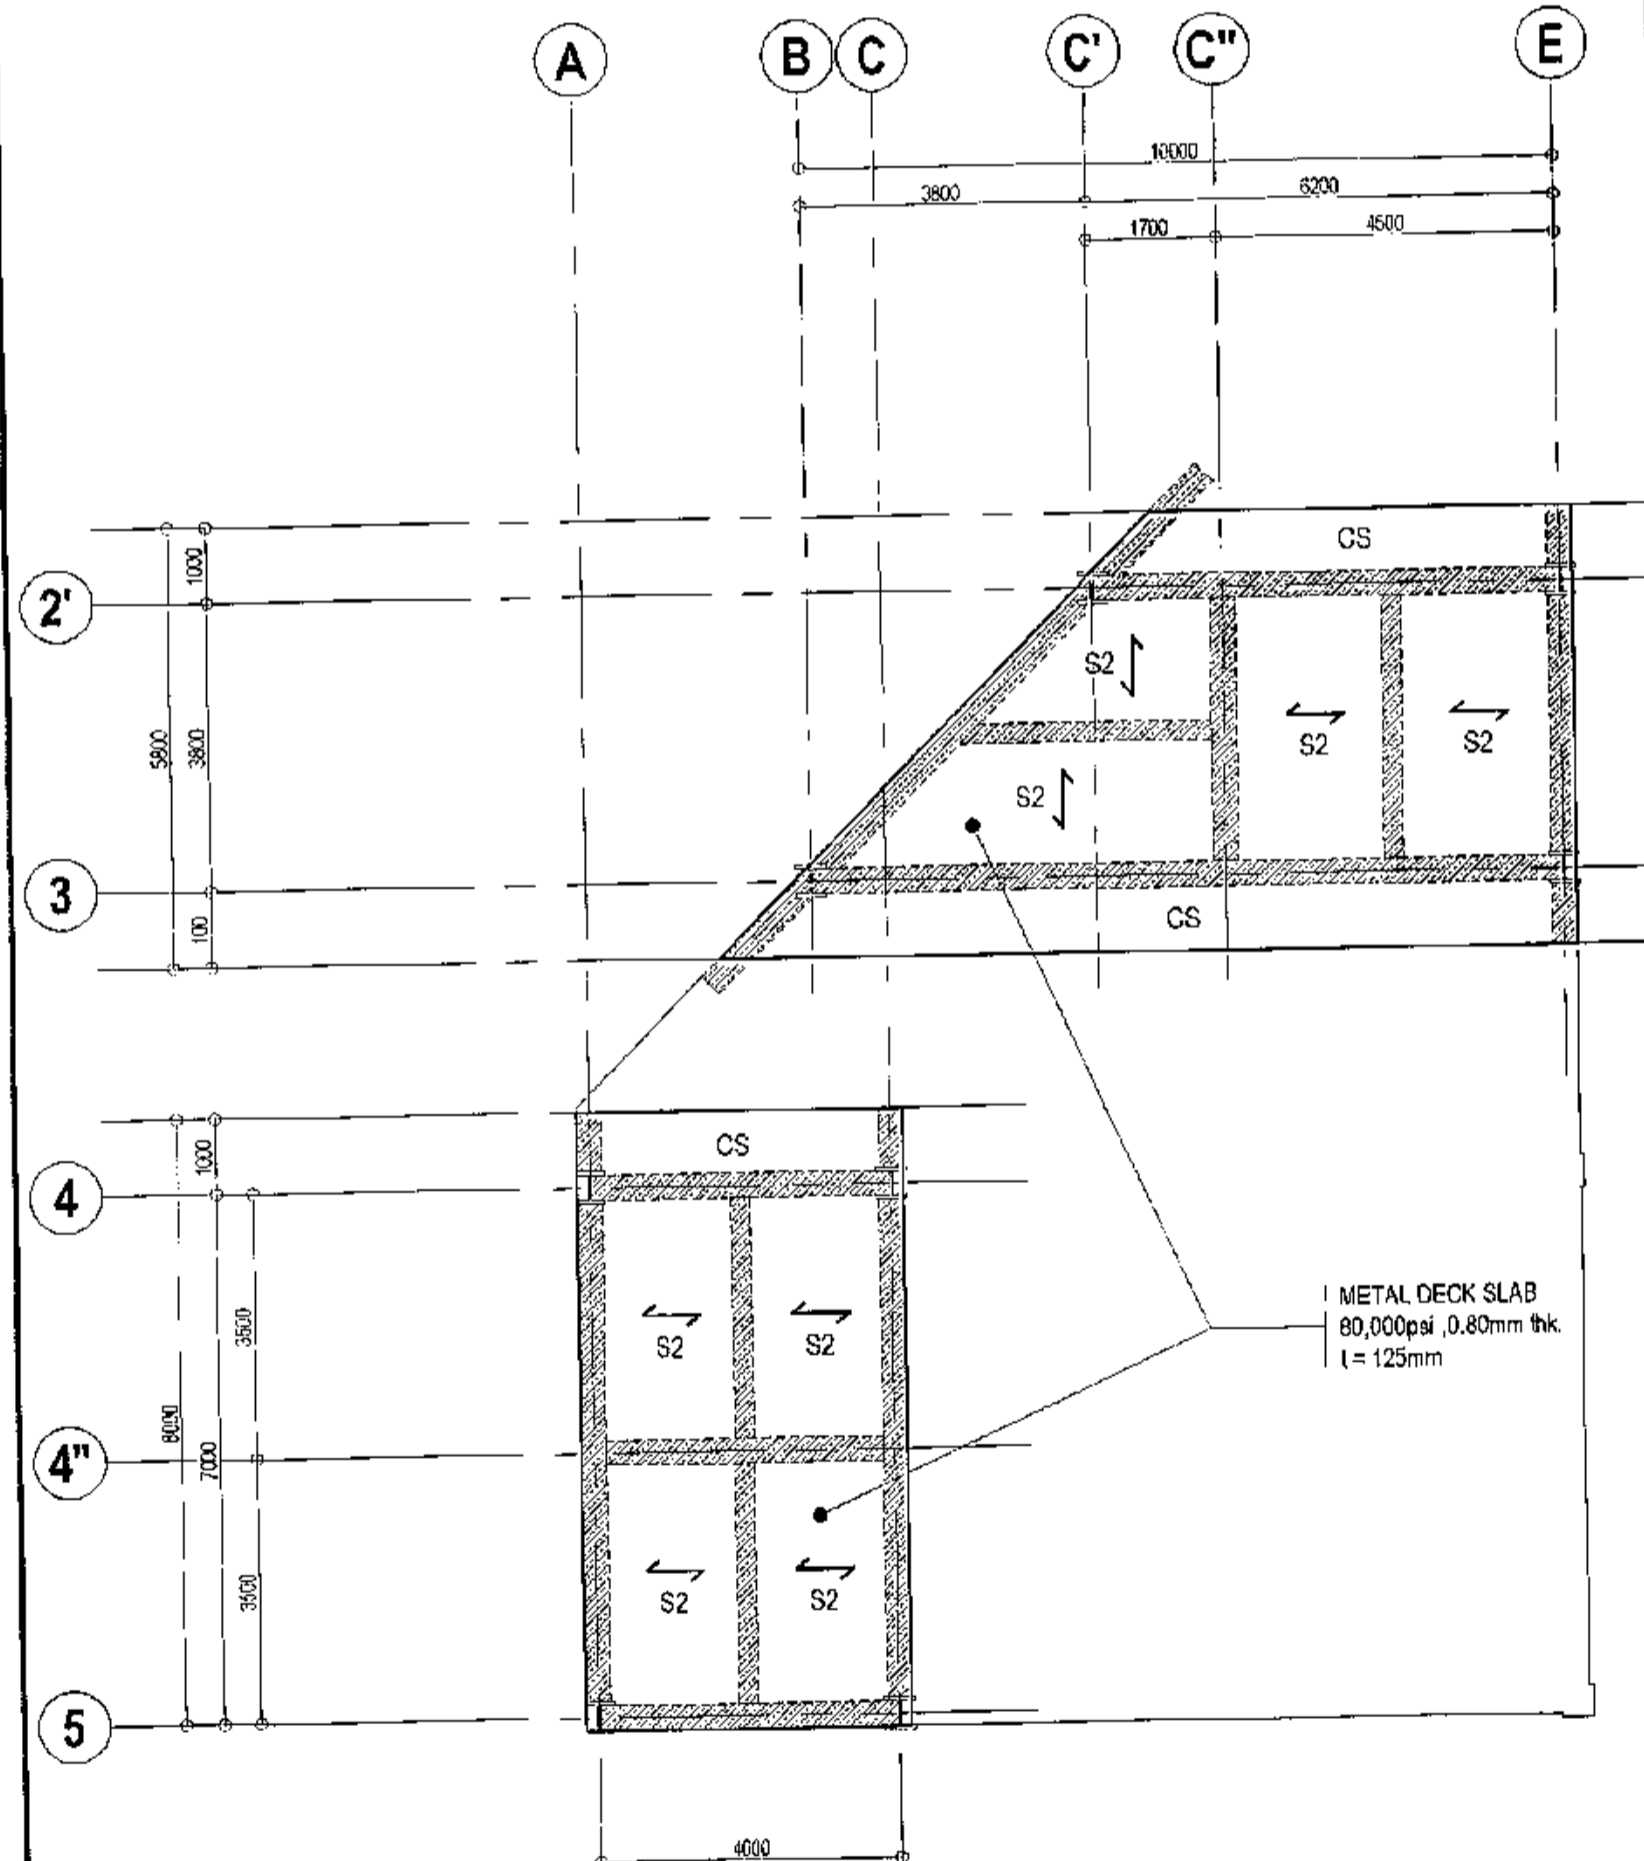 A B C C' C" E
10000
3800 6200
1700 4500
1000
CS
2'
S2
5800 3800
S2 S2
S2
3
100
CS
1000
CS
4
3500
S2 S2
METAL DECK SLAB
80,000psi ,0.80mm thk.
t = 125mm
8000
7000
4"
3500
S2 S2
5
4000